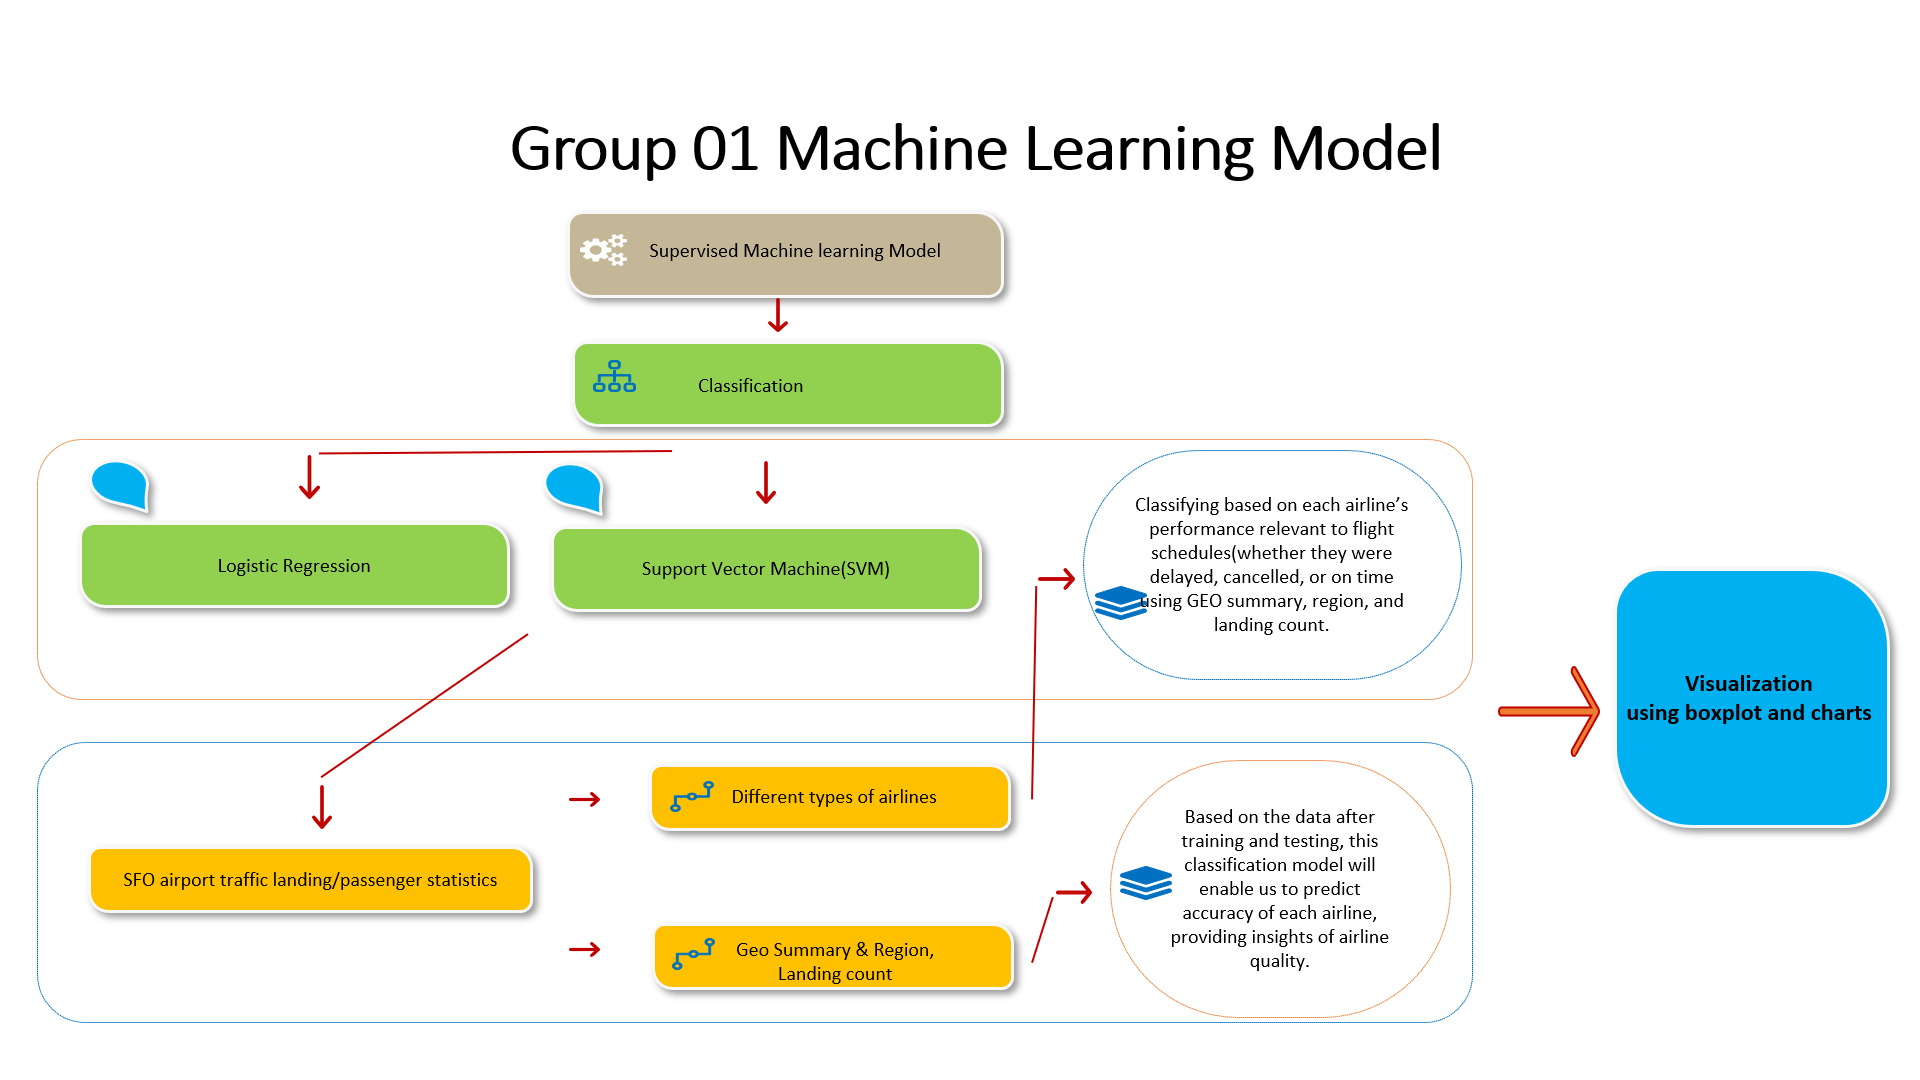 Group 01 Machine Learning Model
Supervised Machine learning Model
Classification
Logistic Regression
Support Vector Machine(SVM)
Classifying based on each airline’s
performance relevant to flight
schedules(whether they were
delayed, cancelled, or on time
using GEO summary, region, and
landing count.
Visualization
using boxplot and charts
Different types of airlines
SFO airport traffic landing/passenger statistics
Geo Summary & Region,
Landing count
Based on the data after
training and testing, this
classification model will
enable us to predict
accuracy of each airline,
providing insights of airline
quality.